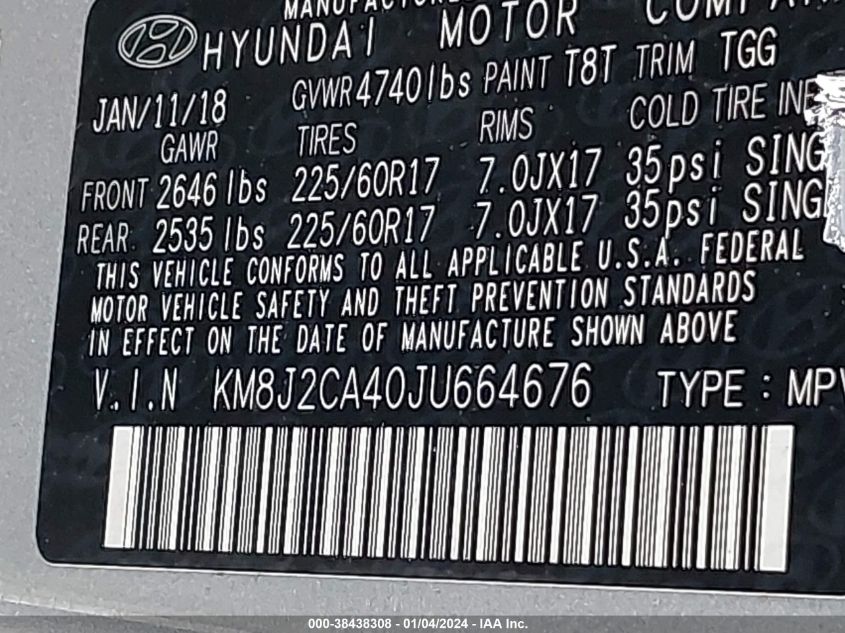 HYUNDAI MOTOR
JAN/11/18 GVWR 4740lbs PAINT T8T TRIM TGG
GAWR TIRES RIMS COLD TIRE
FRONT 2646 lbs 225/60R17 7.0JX17 35psi
REAR 2535 lbs 225/60R17 7.0JX17 35psi
THIS VEHICLE CONFORMS TO ALL APPLICABLE U.S.A. FEDERAL
MOTOR VEHICLE SAFETY AND THEFT PREVENTION STANDARDS
IN EFFECT ON THE DATE OF MANUFACTURE SHOWN ABOVE
V.I.N KM8J2CA40JU664676 TYPE : MPV
000-38438308 - 01/04/2024 - IAA Inc.